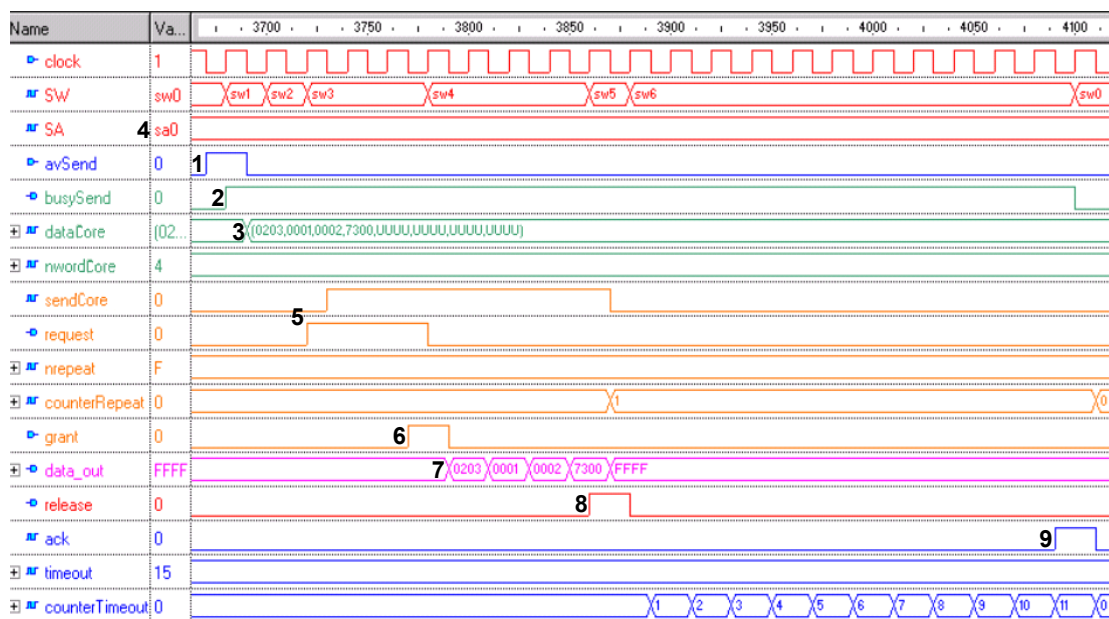 Name Va... 3700 3750 3800 3850 3900 3950 4000 4050 4100
clock 1
SW sw0 sw1 sw2 sw3 sw4 sw5 sw6 sw0
SA 4 sa0
avSend 0 1
busySend 0 2
dataCore (02... 3 (0203,0001,0002,7300,UUUU,UUUU,UUUU,UUUU)
nwordCore 4
sendCore 0
5
request 0
nrepeat F
counterRepeat 0 1 0
grant 0 6
data_out FFFF 7 0203 0001 0002 7300 FFFF
release 0 8
ack 0 9
timeout 15
counterTimeout 0 1 2 3 4 5 6 7 8 9 10 11 0